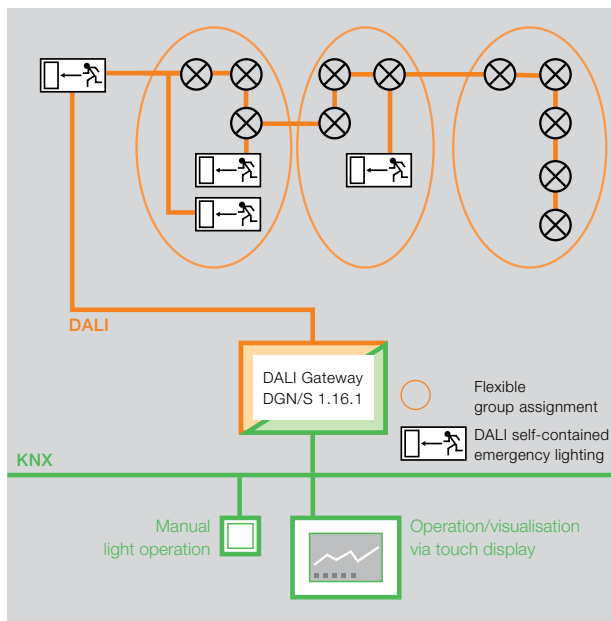 DALI
DALI Gateway
DGN/S 1.16.1
Flexible
group assignment
DALI self-contained
emergency lighting
KNX
Manual
light operation
Operation/visualisation
via touch display